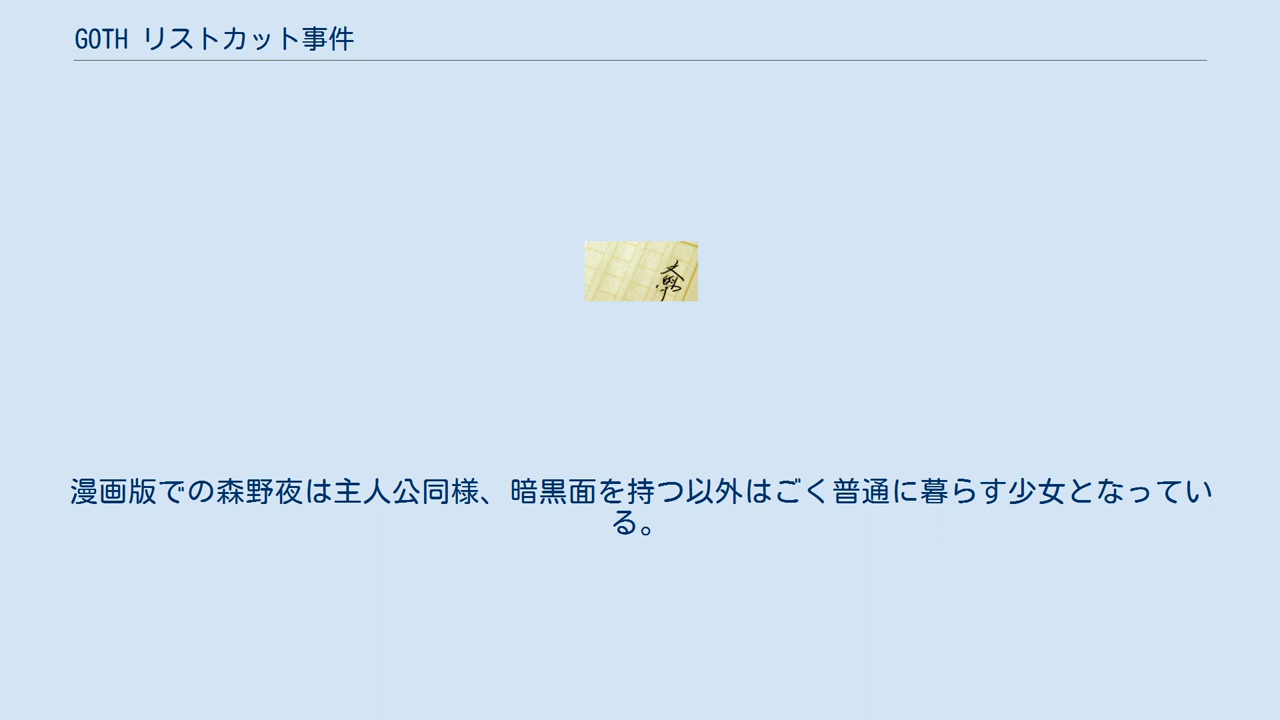 GOTH リストカット事件
漫画版での森野夜は主人公同様、暗黒面を持つ以外はごく普通に暮らす少女となってい
る。